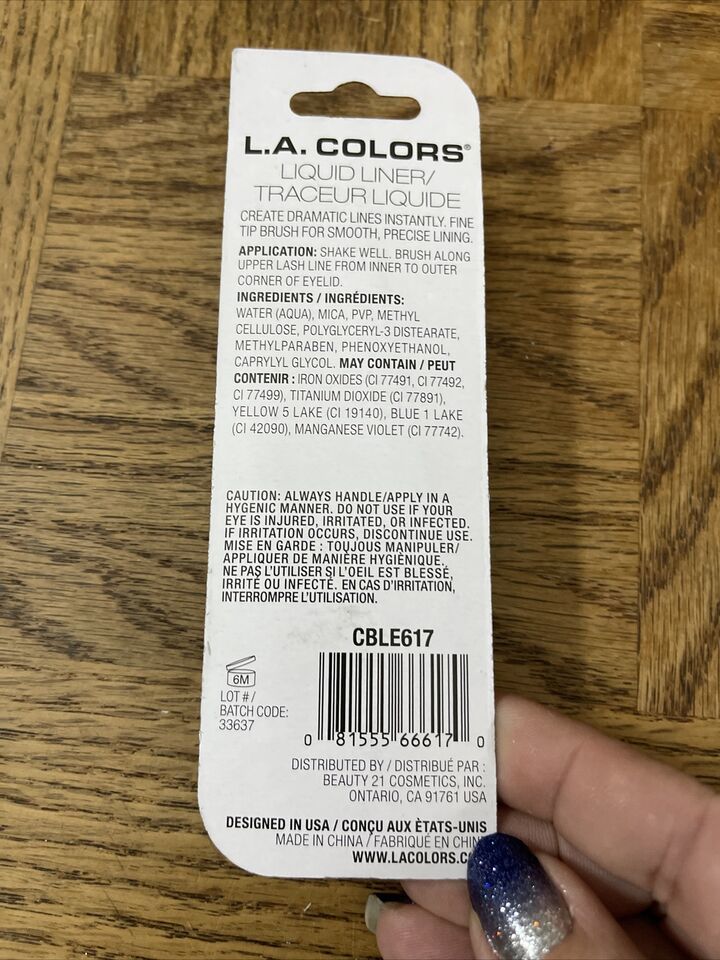 L.A. COLORS®
LIQUID LINER/
TRACEUR LIQUIDE
CREATE DRAMATIC LINES INSTANTLY. FINE
TIP BRUSH FOR SMOOTH, PRECISE LINING.
APPLICATION: SHAKE WELL. BRUSH ALONG
UPPER LASH LINE FROM INNER TO OUTER
CORNER OF EYELID.
INGREDIENTS / INGRÉDIENTS:
WATER (AQUA), MICA, PVP, METHYL
CELLULOSE, POLYGLYCERYL-3 DISTEARATE,
METHYLPARABEN, PHENOXYETHANOL,
CAPRYLYL GLYCOL. MAY CONTAIN / PEUT
CONTENIR : IRON OXIDES (CI 77491, CI 77492,
CI 77499), TITANIUM DIOXIDE (CI 77891),
YELLOW 5 LAKE (CI 19140), BLUE 1 LAKE
(CI 42090), MANGANESE VIOLET (CI 77742).
CAUTION: ALWAYS HANDLE/APPLY IN A
HYGENIC MANNER. DO NOT USE IF YOUR
EYE IS INJURED, IRRITATED, OR INFECTED.
IF IRRITATION OCCURS, DISCONTINUE USE.
MISE EN GARDE : TOUJOUS MANIPULER/
APPLIQUER DE MANIÈRE HYGIÈNIQUE.
NE PAS L'UTILISER SI L'OEIL EST BLESSÉ,
IRRITÉ OU INFECTÉ. EN CAS D'IRRITATION,
INTERROMPRE L'UTILISATION.
CBLE617
6M
LOT #/
BATCH CODE:
33637
0 81555 66617 0
DISTRIBUTED BY / DISTRIBUÉ PAR :
BEAUTY 21 COSMETICS, INC.
ONTARIO, CA 91761 USA
DESIGNED IN USA / CONÇU AUX ÈTATS-UNIS
MADE IN CHINA / FABRIQUÉ EN CHIN
WWW.LACOLORS.C